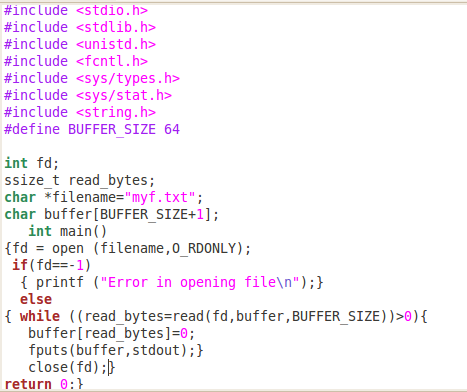 #include <stdio.h>
#include <stdlib.h>
#include <unistd.h>
#include <fcntl.h>
#include <sys/types.h>
#include <sys/stat.h>
#include <string.h>
#define BUFFER_SIZE 64

int fd;
ssize_t read_bytes;
char *filename="myf.txt";
char buffer[BUFFER_SIZE+1];
   int main()
{fd = open (filename,O_RDONLY);
 if(fd==-1)
  { printf ("Error in opening file\n");}
  else
{ while ((read_bytes=read(fd,buffer,BUFFER_SIZE))>0){
   buffer[read_bytes]=0;
   fputs(buffer,stdout);}
   close(fd);}
return 0;}